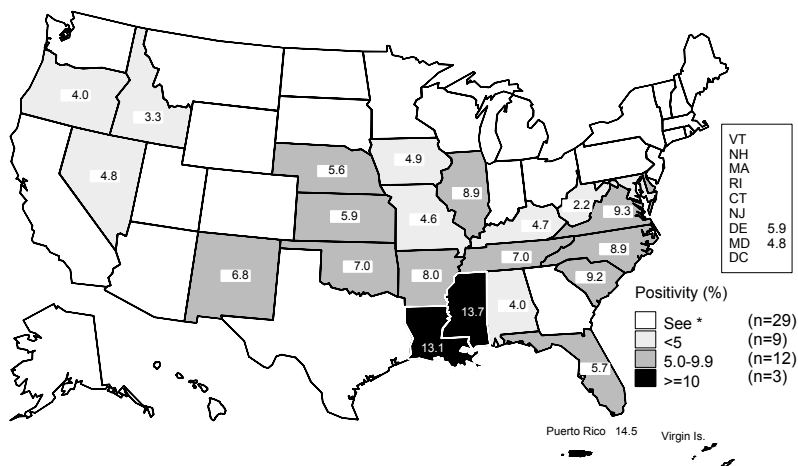 4.0
3.3
4.8
5.6
4.9
8.9
5.9
4.6
4.7
2.2
9.3
6.8
7.0
8.0
7.0
8.9
9.2
13.7
4.0
13.1
5.7
VT
NH
MA
RI
CT
NJ
DE 5.9
MD 4.8
DC
Positivity (%)
See * (n=29)
<5 (n=9)
5.0-9.9 (n=12)
>=10 (n=3)
Puerto Rico 14.5 Virgin Is.